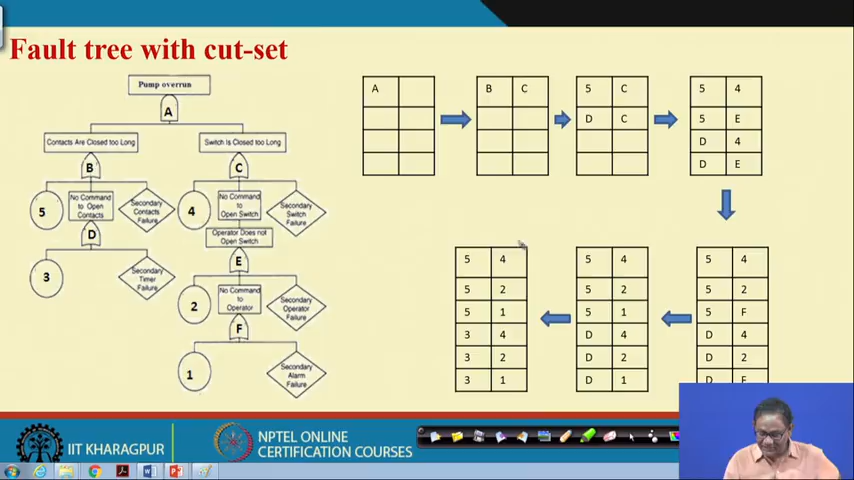 Fault tree with cut-set
Pump overrun
A
Contacts Are Closed too Long
Switch Is Closed too Long
B
C
5
No Command
to Open
Contacts
Secondary
Contacts
Failure
4
No Command
to
Open Switch
Secondary
Switch
Failure
D
Operator Does not
Open Switch
3
Secondary
Timer
Failure
E
2
No Command
to
Operator
Secondary
Operator
Failure
F
1
Secondary
Alarm
Failure
A
B C
5 C
D C
5 4
5 E
D 4
D E
5 4
5 2
5 F
D 4
D 2
D F
5 4
5 2
5 1
D 4
D 2
D 1
5 4
5 2
5 1
3 4
3 2
3 1
IIT KHARAGPUR
NPTEL ONLINE
CERTIFICATION COURSES